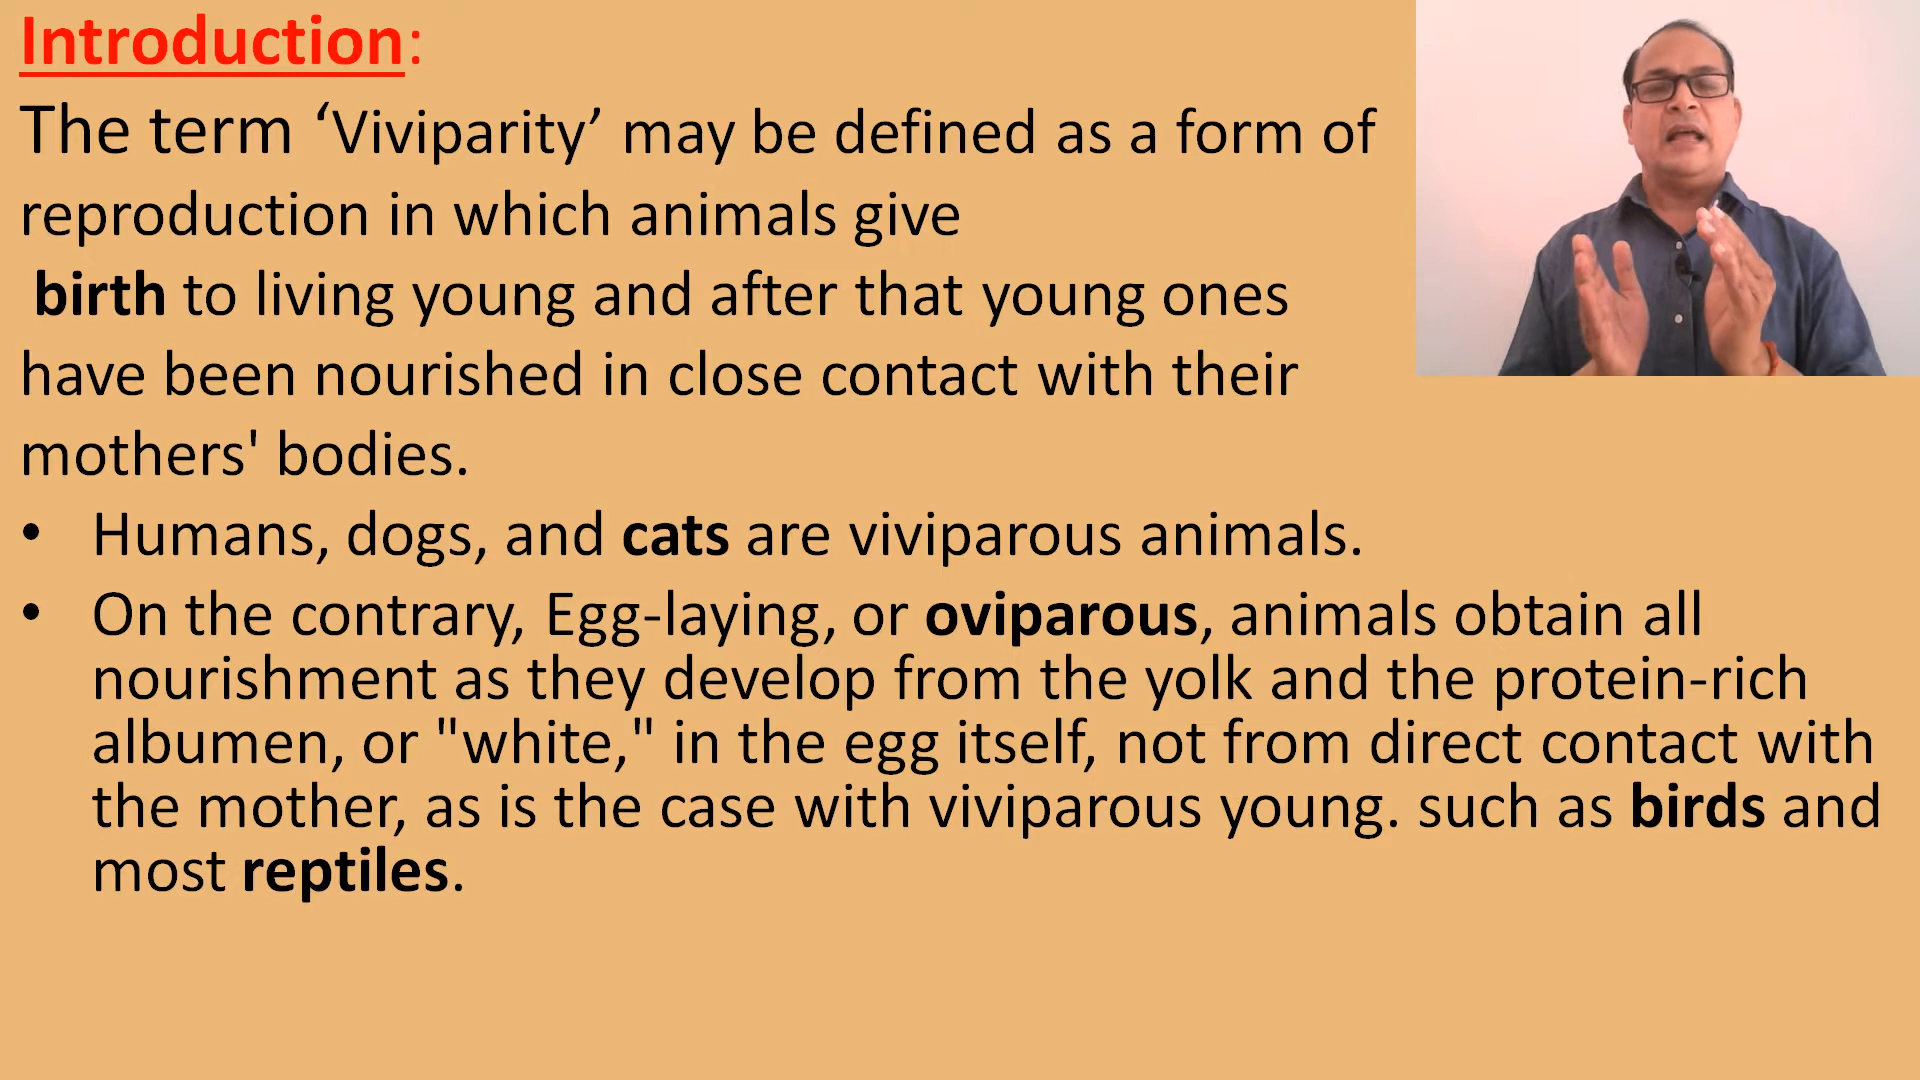 Introduction:
The term ‘Viviparity’ may be defined as a form of
reproduction in which animals give
birth to living young and after that young ones
have been nourished in close contact with their
mothers' bodies.
• Humans, dogs, and cats are viviparous animals.
• On the contrary, Egg-laying, or oviparous, animals obtain all
nourishment as they develop from the yolk and the protein-rich
albumen, or "white," in the egg itself, not from direct contact with
the mother, as is the case with viviparous young. such as birds and
most reptiles.